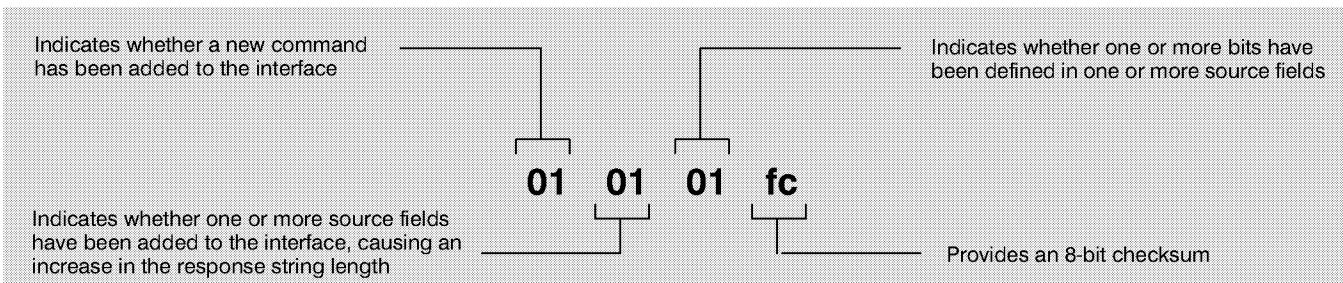 Indicates whether a new command
has been added to the interface
Indicates whether one or more bits have
been defined in one or more source fields
01 01 01 fc
Indicates whether one or more source fields
have been added to the interface, causing an
increase in the response string length
Provides an 8-bit checksum